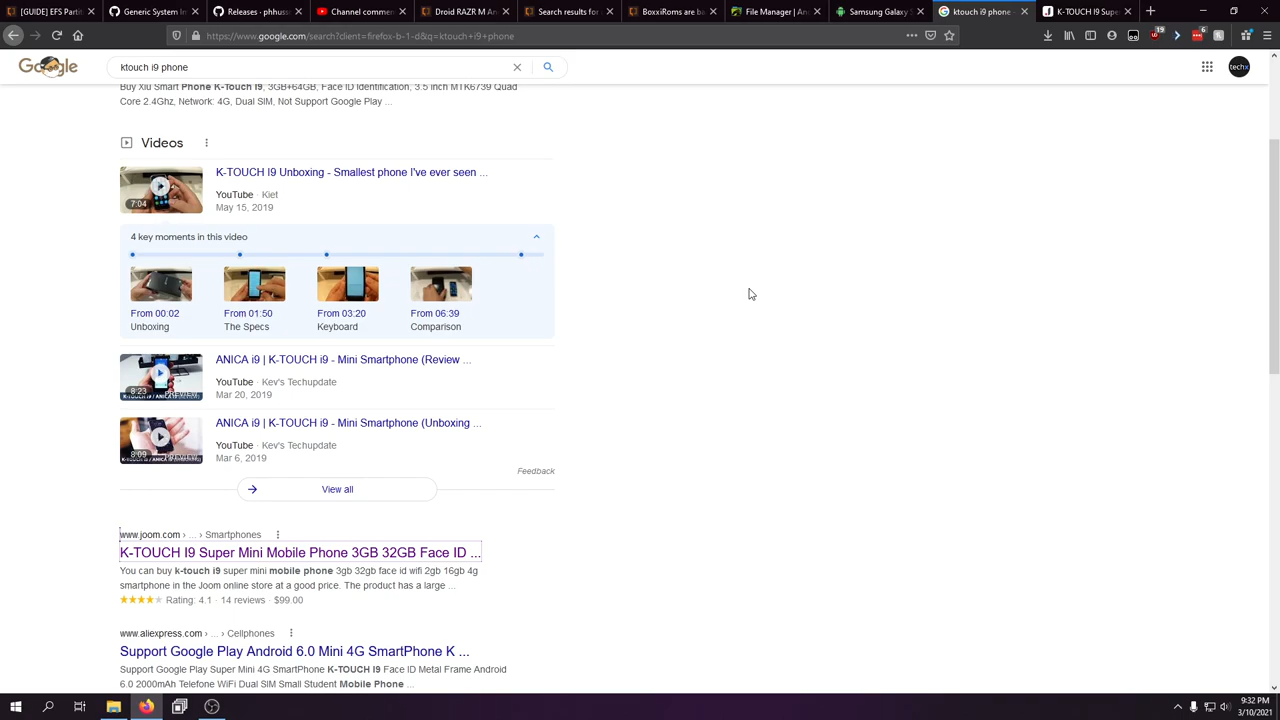 [GUIDE] EFS Partit
Generic System Im
Releases · phhuss
Channel commen
Droid RAZR M An
Search results for
BoxxiRoms are ba
File Manager | And
Samsung Galaxy S
ktouch i9 phone -
K-TOUCH I9 Supe
https://www.google.com/search?client=firefox-b-1-d&q=ktouch+i9+phone
19
6
Google
ktouch i9 phone
techx
Buy Xiu Smart Phone K-Touch I9, 3GB+64GB, Face ID Identification, 3.5 inch MTK6739 Quad
Core 2.4Ghz, Network: 4G, Dual SIM, Not Support Google Play ...
Videos
K-TOUCH I9 Unboxing - Smallest phone I've ever seen ...
7:04
YouTube · Kiet
May 15, 2019
4 key moments in this video
From 00:02
Unboxing
From 01:50
The Specs
From 03:20
Keyboard
From 06:39
Comparison
ANICA i9 | K-TOUCH i9 - Mini Smartphone (Review ...
8:23
PREVIEW
YouTube · Kev's Techupdate
Mar 20, 2019
ANICA i9 | K-TOUCH i9 - Mini Smartphone (Unboxing ...
8:09
PREVIEW
YouTube · Kev's Techupdate
Mar 6, 2019
Feedback
View all
www.joom.com › ... › Smartphones
K-TOUCH I9 Super Mini Mobile Phone 3GB 32GB Face ID ...
You can buy k-touch i9 super mini mobile phone 3gb 32gb face id wifi 2gb 16gb 4g
smartphone in the Joom online store at a good price. The product has a large ...
Rating: 4.1 · 14 reviews · $99.00
www.aliexpress.com › ... › Cellphones
Support Google Play Android 6.0 Mini 4G SmartPhone K ...
Support Google Play Super Mini 4G SmartPhone K-TOUCH I9 Face ID Metal Frame Android
6.0 2000mAh Telefone WiFi Dual SIM Small Student Mobile Phone ...
9:32 PM
3/10/2021